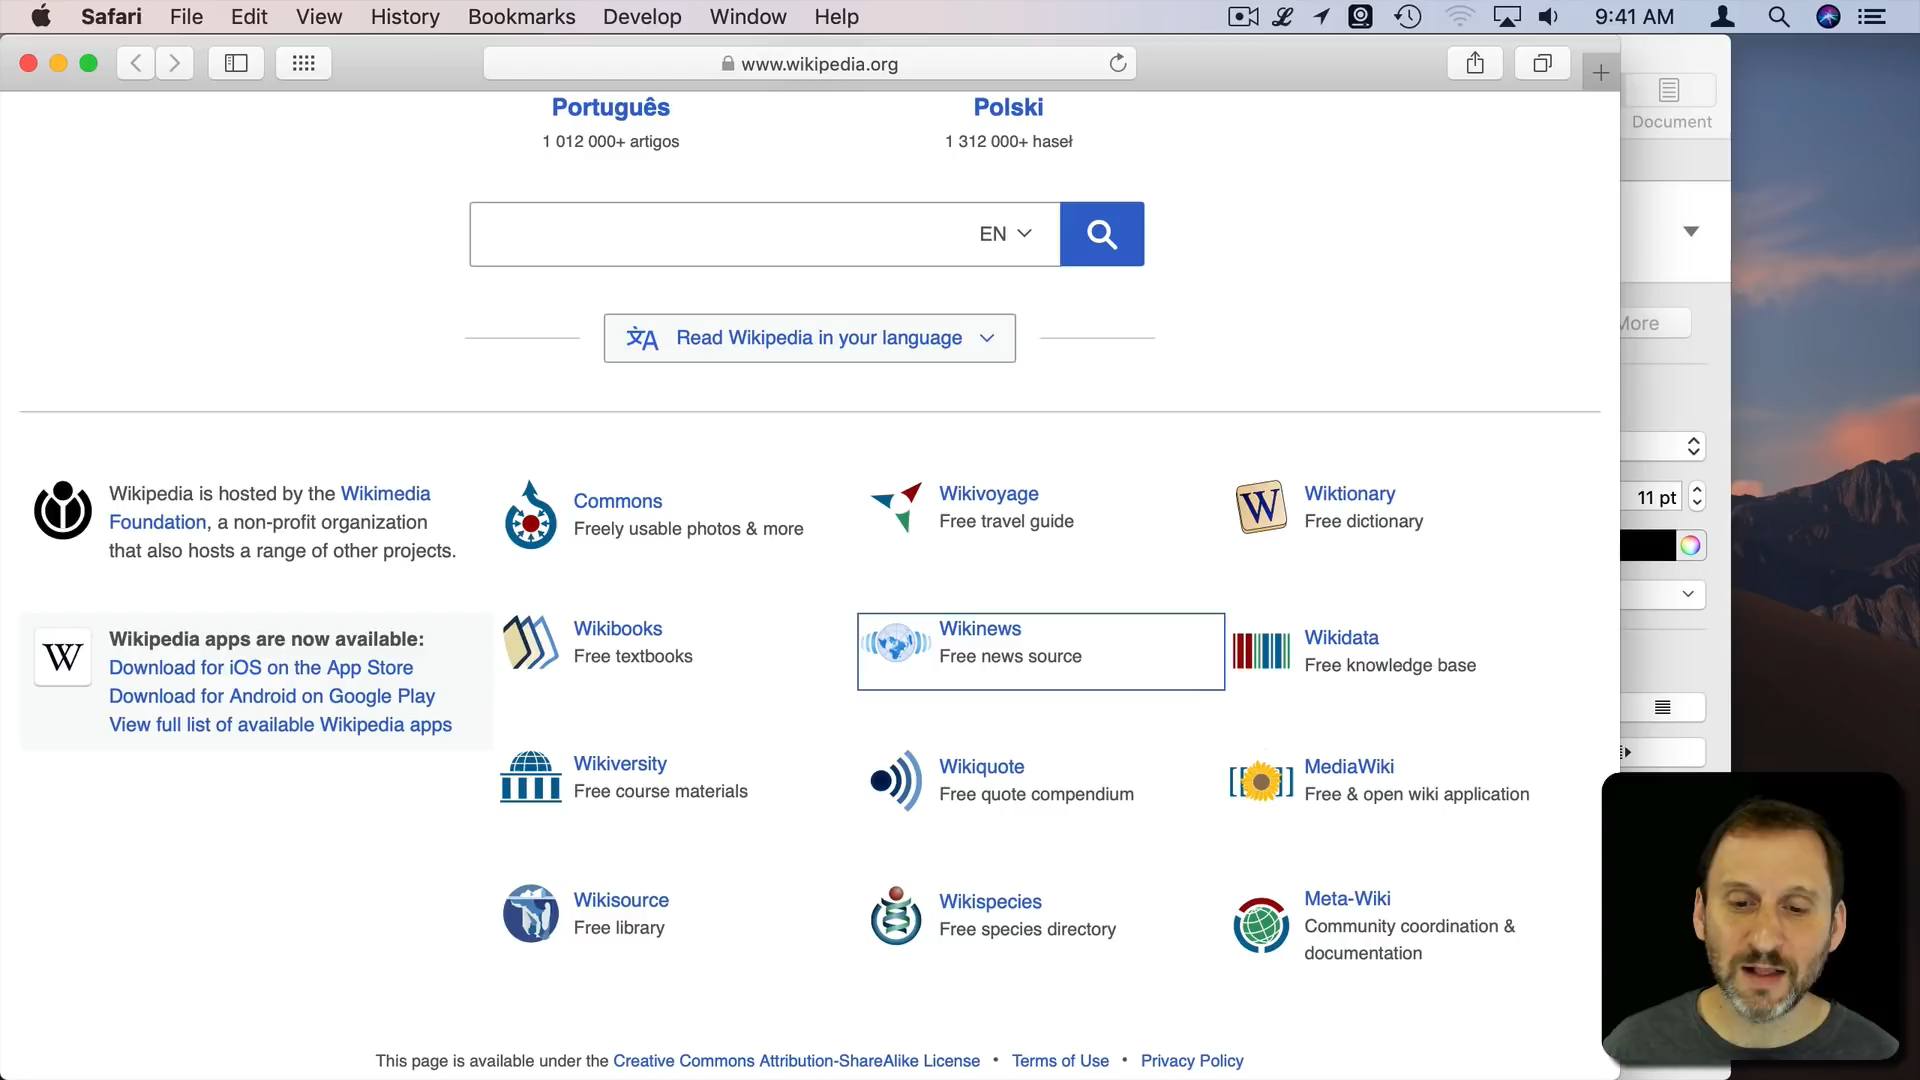 Safari File Edit View History Bookmarks Develop Window Help 9:41 AM
www.wikipedia.org
Document
Português Polski
1 012 000+ artigos 1 312 000+ haseł
EN
More
文A Read Wikipedia in your language
11 pt
Wikipedia is hosted by the Wikimedia
Foundation, a non-profit organization
that also hosts a range of other projects.
Commons
Freely usable photos & more
Wikivoyage
Free travel guide
W
Wiktionary
Free dictionary
W
Wikipedia apps are now available:
Download for iOS on the App Store
Download for Android on Google Play
View full list of available Wikipedia apps
Wikibooks
Free textbooks
Wikinews
Free news source
Wikidata
Free knowledge base
Wikiversity
Free course materials
Wikiquote
Free quote compendium
MediaWiki
Free & open wiki application
Wikisource
Free library
Wikispecies
Free species directory
Meta-Wiki
Community coordination &
documentation
This page is available under the Creative Commons Attribution-ShareAlike License • Terms of Use • Privacy Policy